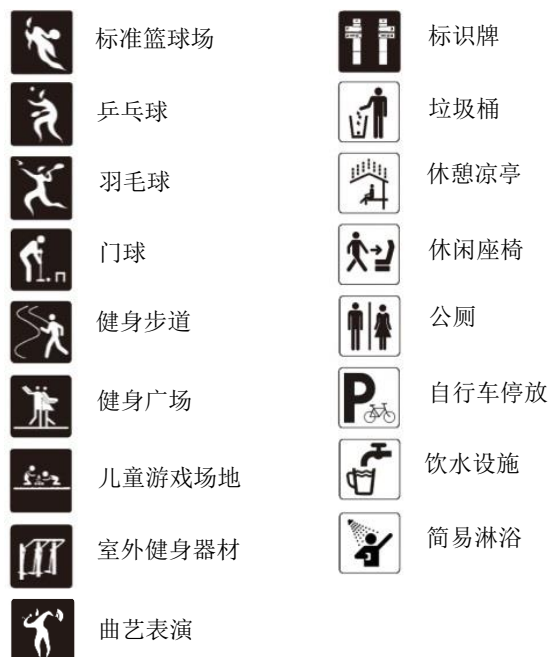 标准篮球场
乒乓球
羽毛球
门球
健身步道
健身广场
儿童游戏场地
室外健身器材
曲艺表演
标识牌
垃圾桶
休憩凉亭
休闲座椅
公厕
P
自行车停放
饮水设施
简易淋浴